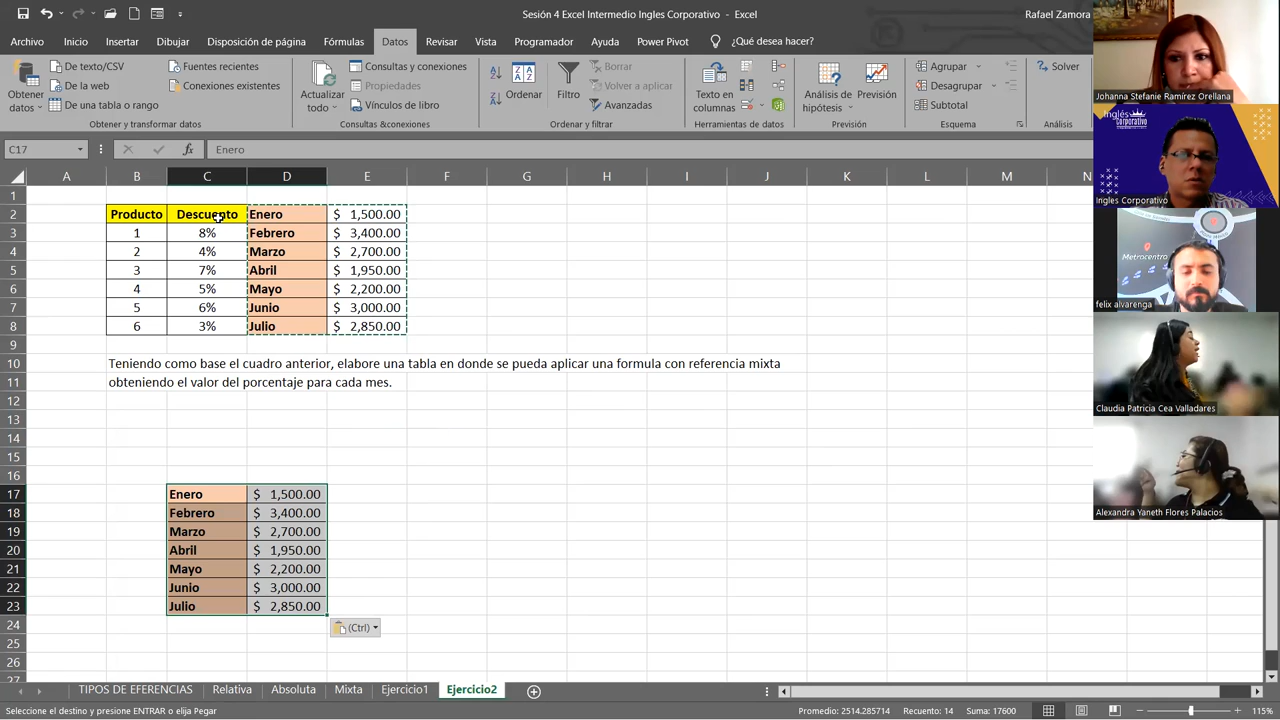 Sesión 4 Excel Intermedio Ingles Corporativo - Excel
Rafael Zamora
Archivo Inicio Insertar Dibujar Disposición de página Fórmulas Datos Revisar Vista Programador Ayuda Power Pivot ¿Qué desea hacer?
Obtener datos
De texto/CSV
De la web
De una tabla o rango
Fuentes recientes
Conexiones existentes
Obtener y transformar datos
Actualizar todo
Consultas y conexiones
Propiedades
Vínculos de libro
Consultas&conexiones
Ordenar
Filtro
Borrar
Volver a aplicar
Avanzadas
Ordenar y filtrar
Texto en columnas
Herramientas de datos
Análisis de hipótesis
Previsión
Previsión
Agrupar
Desagrupar
Subtotal
Esquema
Solver
Análisis
C17 fx Enero
A B C D E F G H I J K L M N
1
2 Producto Descuento Enero $ 1,500.00
3 1 8% Febrero $ 3,400.00
4 2 4% Marzo $ 2,700.00
5 3 7% Abril $ 1,950.00
6 4 5% Mayo $ 2,200.00
7 5 6% Junio $ 3,000.00
8 6 3% Julio $ 2,850.00
9
10 Teniendo como base el cuadro anterior, elabore una tabla en donde se pueda aplicar una formula con referencia mixta
11 obteniendo el valor del porcentaje para cada mes.
12
13
14
15
16
17 Enero $ 1,500.00
18 Febrero $ 3,400.00
19 Marzo $ 2,700.00
20 Abril $ 1,950.00
21 Mayo $ 2,200.00
22 Junio $ 3,000.00
23 Julio $ 2,850.00
24 (Ctrl)
25
26
27
TIPOS DE EFERENCIAS Relativa Absoluta Mixta Ejercicio1 Ejercicio2
Seleccione el destino y presione ENTRAR o elija Pegar
Promedio: 2514.285714 Recuento: 14 Suma: 17600
115%
Johanna Stefanie Ramírez Orellana
Inglés Corporativo
Ingles Corporativo
Metrocentro
felix alvarenga
Claudia Patricia Cea Valladares
Alexandra Yaneth Flores Palacios